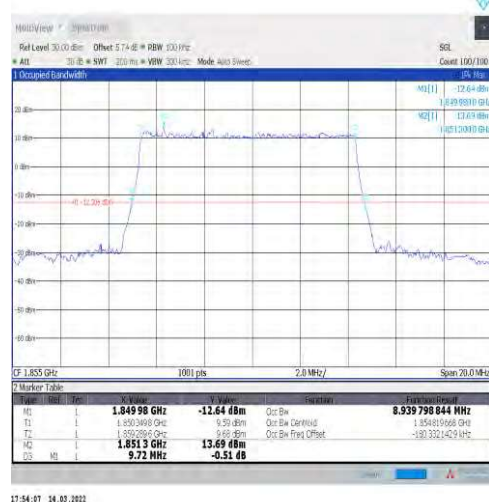 MultiView Spectrum
Ref Level 30.00 dBm Offset 5.74 dB RBW 100 kHz SGL
Att 30 dB SWT 200 ms VBW 300 kHz Mode Auto Sweep Count 100/100
1 Occupied Bandwidth 1Pk Max
M1[1] -12.64 dBm
M2[1] 13.69 dBm
20 dBm
10 dBm
0 dBm
-10 dBm
-20 dBm
-30 dBm
-40 dBm
-50 dBm
-60 dBm
CF 1.855 GHz 1001 pts 2.0 MHz/ Span 20.0 MHz
2 Marker Table
Type Ref Trc X-Value Y-Value Function Function Result
M1 1 1.849 98 GHz -12.64 dBm Occ Bw 8.939 798 844 MHz
T1 1 1.8503498 GHz 9.59 dBm Occ Bw Centroid 1.854819668 GHz
T2 1 1.8592896 GHz 9.68 dBm Occ Bw Freq Offset -180.3321429 kHz
M2 1 1.851 3 GHz 13.69 dBm
D3 M1 1 9.72 MHz -0.51 dB
17:54:07 14.03.2022